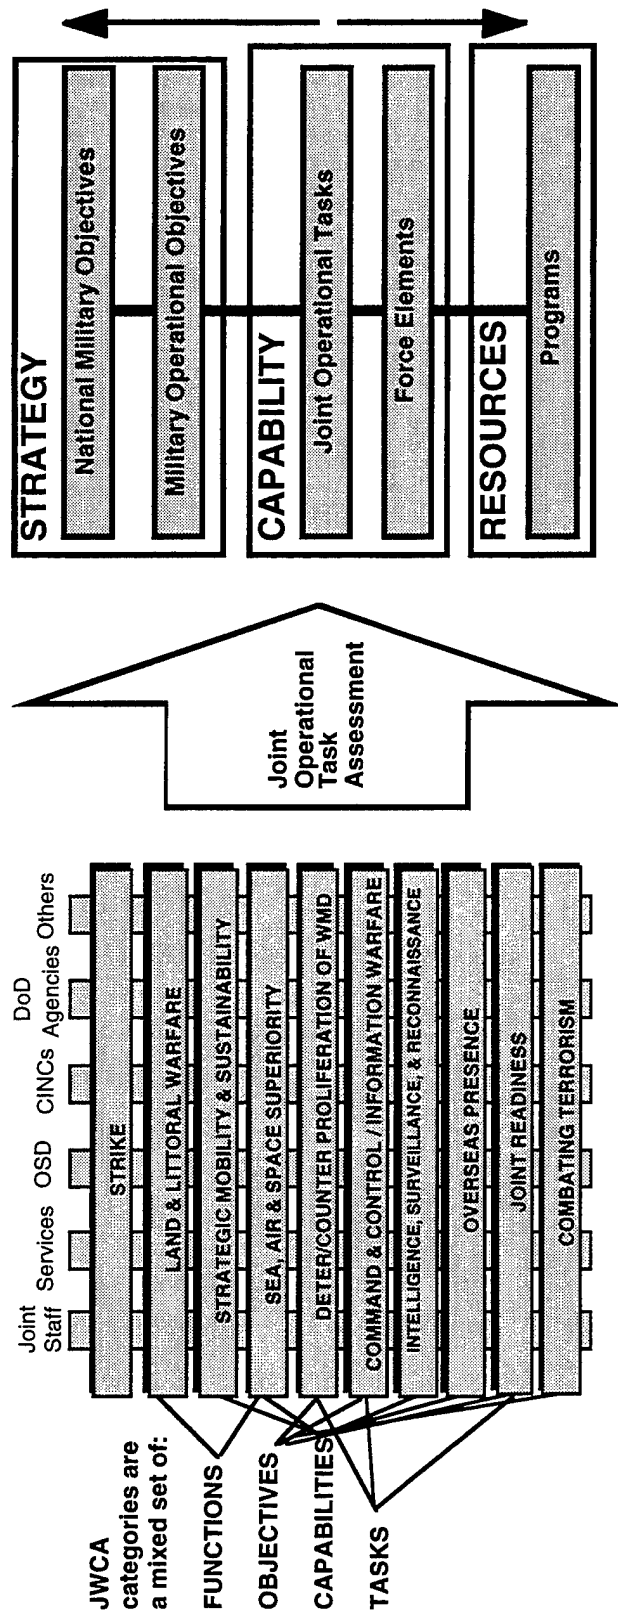 JWCA
categories are
a mixed set of:
FUNCTIONS
OBJECTIVES
CAPABILITIES
TASKS
Joint
Staff
Services
OSD
CINCs
DoD
Agencies
Others
STRIKE
LAND & LITTORAL WARFARE
STRATEGIC MOBILITY & SUSTAINABILITY
SEA, AIR & SPACE SUPERIORITY
DETER/COUNTER PROLIFERATION OF WMD
COMMAND & CONTROL / INFORMATION WARFARE
INTELLIGENCE, SURVEILLANCE, & RECONNAISSANCE
OVERSEAS PRESENCE
JOINT READINESS
COMBATING TERRORISM
Joint
Operational
Task
Assessment
STRATEGY
National Military Objectives
Military Operational Objectives
CAPABILITY
Joint Operational Tasks
Force Elements
RESOURCES
Programs